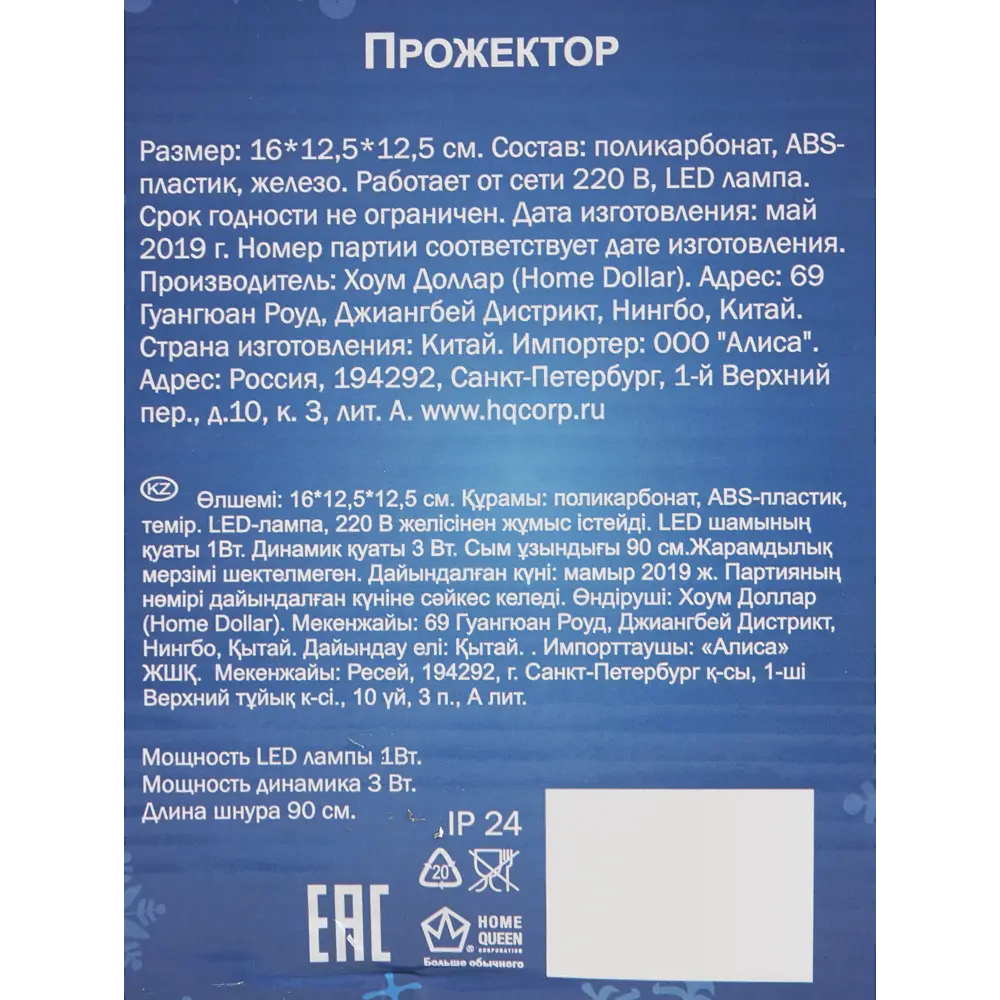 Прожектор
Размер: 16*12,5*12,5 см. Состав: поликарбонат, ABS-
пластик, железо. Работает от сети 220 В, LED лампа.
Срок годности не ограничен. Дата изготовления: май
2019 г. Номер партии соответствует дате изготовления.
Производитель: Хоум Доллар (Home Dollar). Адрес: 69
Гуангюан Роуд, Джиангбей Дистрикт, Нингбо, Китай.
Страна изготовления: Китай. Импортер: ООО "Алиса".
Адрес: Россия, 194292, Санкт-Петербург, 1-й Верхний
пер., д.10, к. 3, лит. А. www.hqcorp.ru
KZ Өлшемі: 16*12,5*12,5 см. Құрамы: поликарбонат, ABS-пластик,
темір. LED-лампа, 220 В желісінен жұмыс істейді. LED шамының
қуаты 1Вт. Динамик қуаты 3 Вт. Сым ұзындығы 90 см.Жарамдылық
мерзімі шектелмеген. Дайындалған күні: мамыр 2019 ж. Партияның
нөмірі дайындалған күніне сәйкес келеді. Өндіруші: Хоум Доллар
(Home Dollar). Мекенжайы: 69 Гуангюан Роуд, Джиангбей Дистрикт,
Нингбо, Қытай. Дайындау елі: Қытай. . Импорттаушы: «Алиса»
ЖШҚ. Мекенжайы: Ресей, 194292, г. Санкт-Петербург қ-сы, 1-ші
Верхний тұйық к-сі., 10 үй, 3 п., А лит.
Мощность LED лампы 1Вт.
Мощность динамика 3 Вт.
Длина шнура 90 см.
IP 24
20
EAC
HOME
QUEEN
CORPORATION
®
Больше обычного